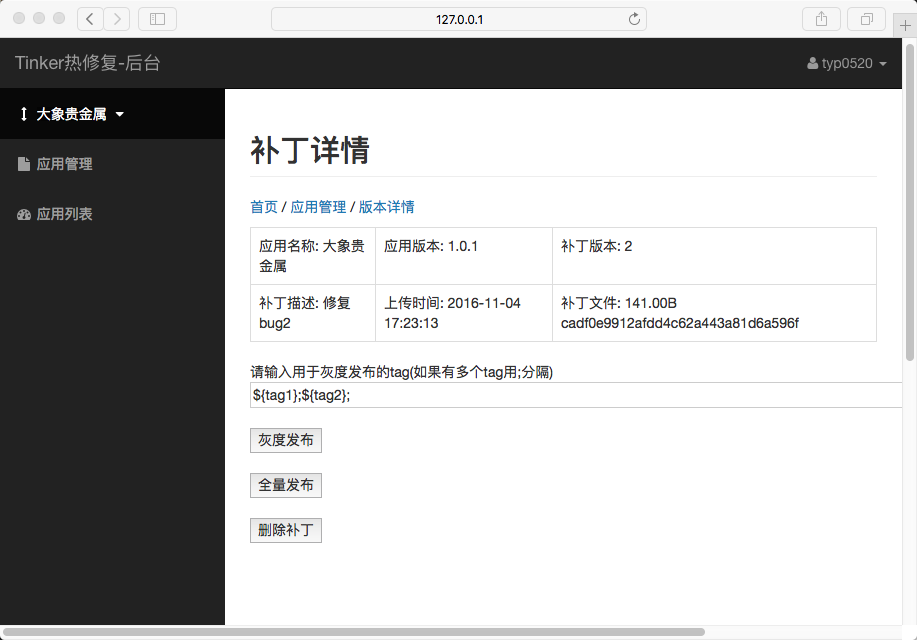 127.0.0.1
Tinker热修复-后台
typ0520
大象贵金属
应用管理
应用列表
补丁详情
首页 / 应用管理 / 版本详情
应用名称: 大象贵
金属
应用版本: 1.0.1
补丁版本: 2
补丁描述: 修复
bug2
上传时间: 2016-11-04
17:23:13
补丁文件: 141.00B
cadf0e9912afdd4c62a443a81d6a596f
请输入用于灰度发布的tag(如果有多个tag用;分隔)
${tag1};${tag2};
灰度发布
全量发布
删除补丁